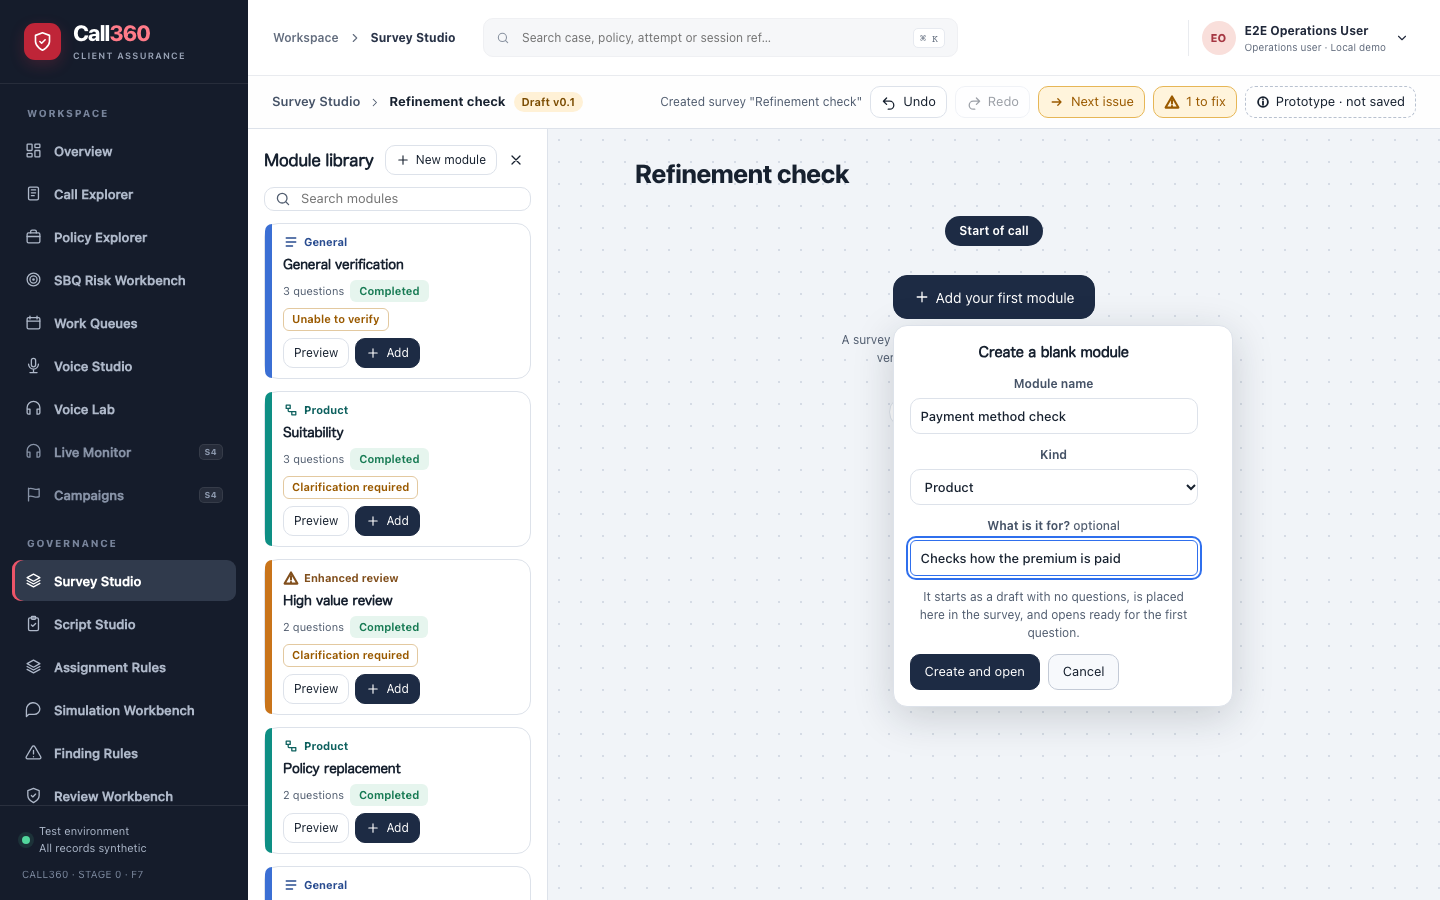 Call360
CLIENT ASSURANCE
WORKSPACE
Overview
Call Explorer
Policy Explorer
SBQ Risk Workbench
Work Queues
Voice Studio
Voice Lab
Live Monitor S4
Campaigns S4
GOVERNANCE
Survey Studio
Script Studio
Assignment Rules
Simulation Workbench
Finding Rules
Review Workbench
Test environment
All records synthetic
CALL360 · STAGE 0 · F7
Workspace > Survey Studio
Search case, policy, attempt or session ref...
⌘ K
EO
E2E Operations User
Operations user · Local demo
Survey Studio > Refinement check Draft v0.1
Created survey "Refinement check"
Undo
Redo
Next issue
1 to fix
Prototype · not saved
Module library
New module
Search modules
General
General verification
3 questions Completed
Unable to verify
Preview + Add
Product
Suitability
3 questions Completed
Clarification required
Preview + Add
Enhanced review
High value review
2 questions Completed
Clarification required
Preview + Add
Product
Policy replacement
2 questions Completed
Preview + Add
General
Refinement check
Start of call
+ Add your first module
A survey
Create a blank module
Module name
Payment method check
Kind
Product
What is it for? optional
Checks how the premium is paid
It starts as a draft with no questions, is placed
here in the survey, and opens ready for the first
question.
Create and open
Cancel